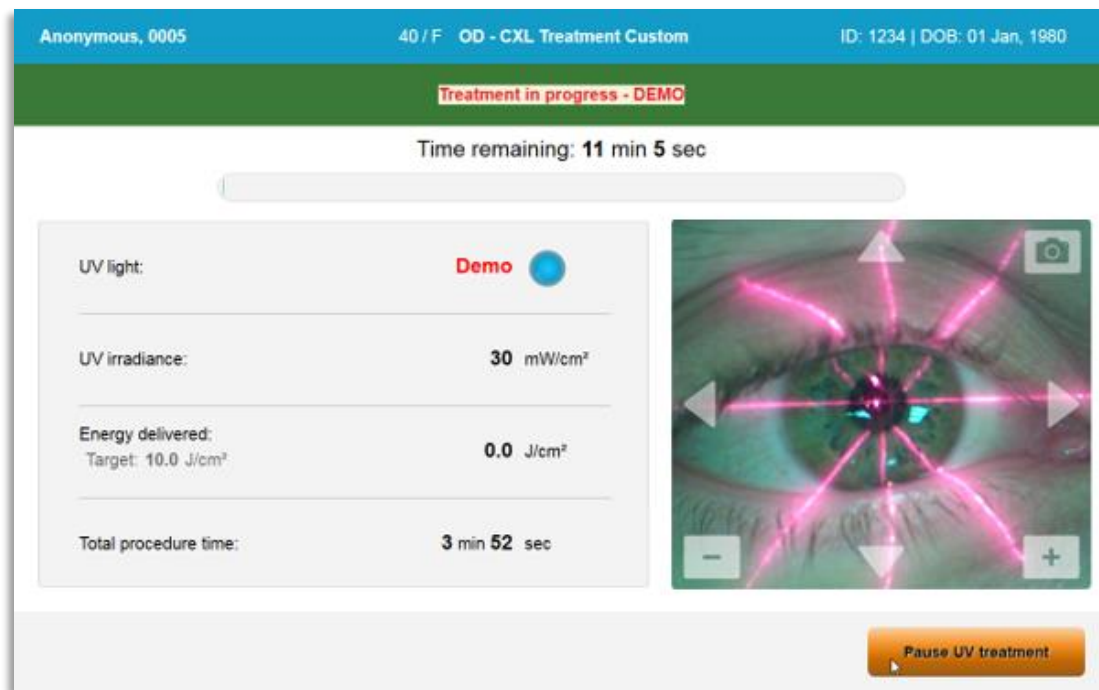 Anonymous, 0005 40 / F OD - CXL Treatment Custom ID: 1234 | DOB: 01 Jan, 1980
Treatment in progress - DEMO
Time remaining: 11 min 5 sec
UV light: Demo
UV irradiance: 30 mW/cm²
Energy delivered:
Target: 10.0 J/cm² 0.0 J/cm²
Total procedure time: 3 min 52 sec
Pause UV treatment